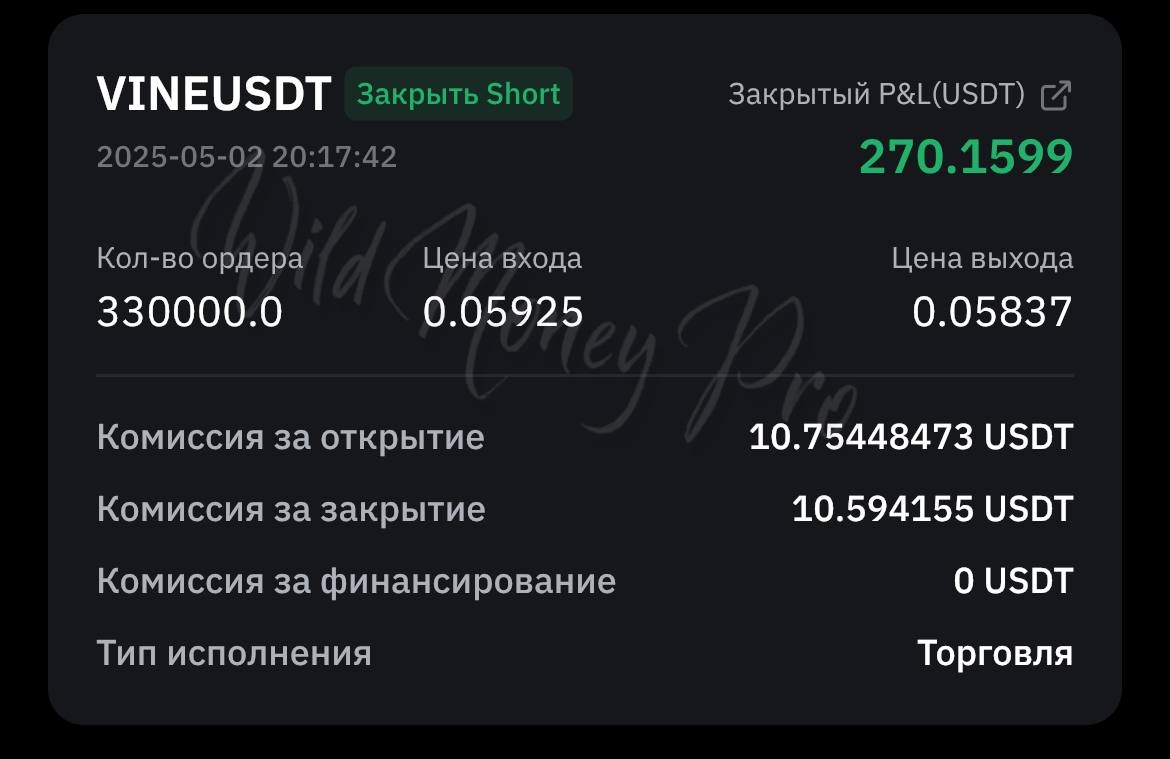 VINEUSDT Закрыть Short Закрытый P&L(USDT)
2025-05-02 20:17:42 270.1599
Кол-во ордера Цена входа Цена выхода
330000.0 0.05925 0.05837
Wild Money Pro
Комиссия за открытие 10.75448473 USDT
Комиссия за закрытие 10.594155 USDT
Комиссия за финансирование 0 USDT
Тип исполнения Торговля